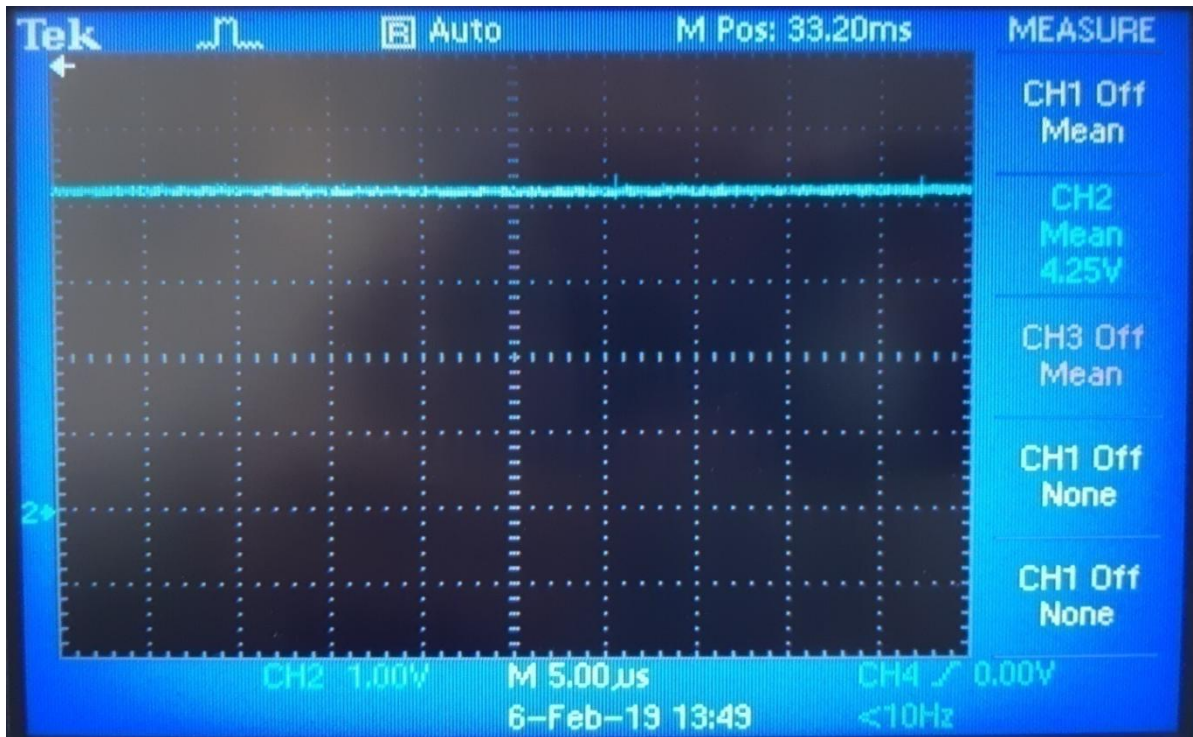 Tek R Auto M Pos: 33.20ms MEASURE
CH1 Off
Mean
CH2
Mean
4.25V
CH3 Off
Mean
CH1 Off
None
CH1 Off
None
2
CH2 1.00V M 5.00µs CH4 0.00V
6-Feb-19 13:49 <10Hz